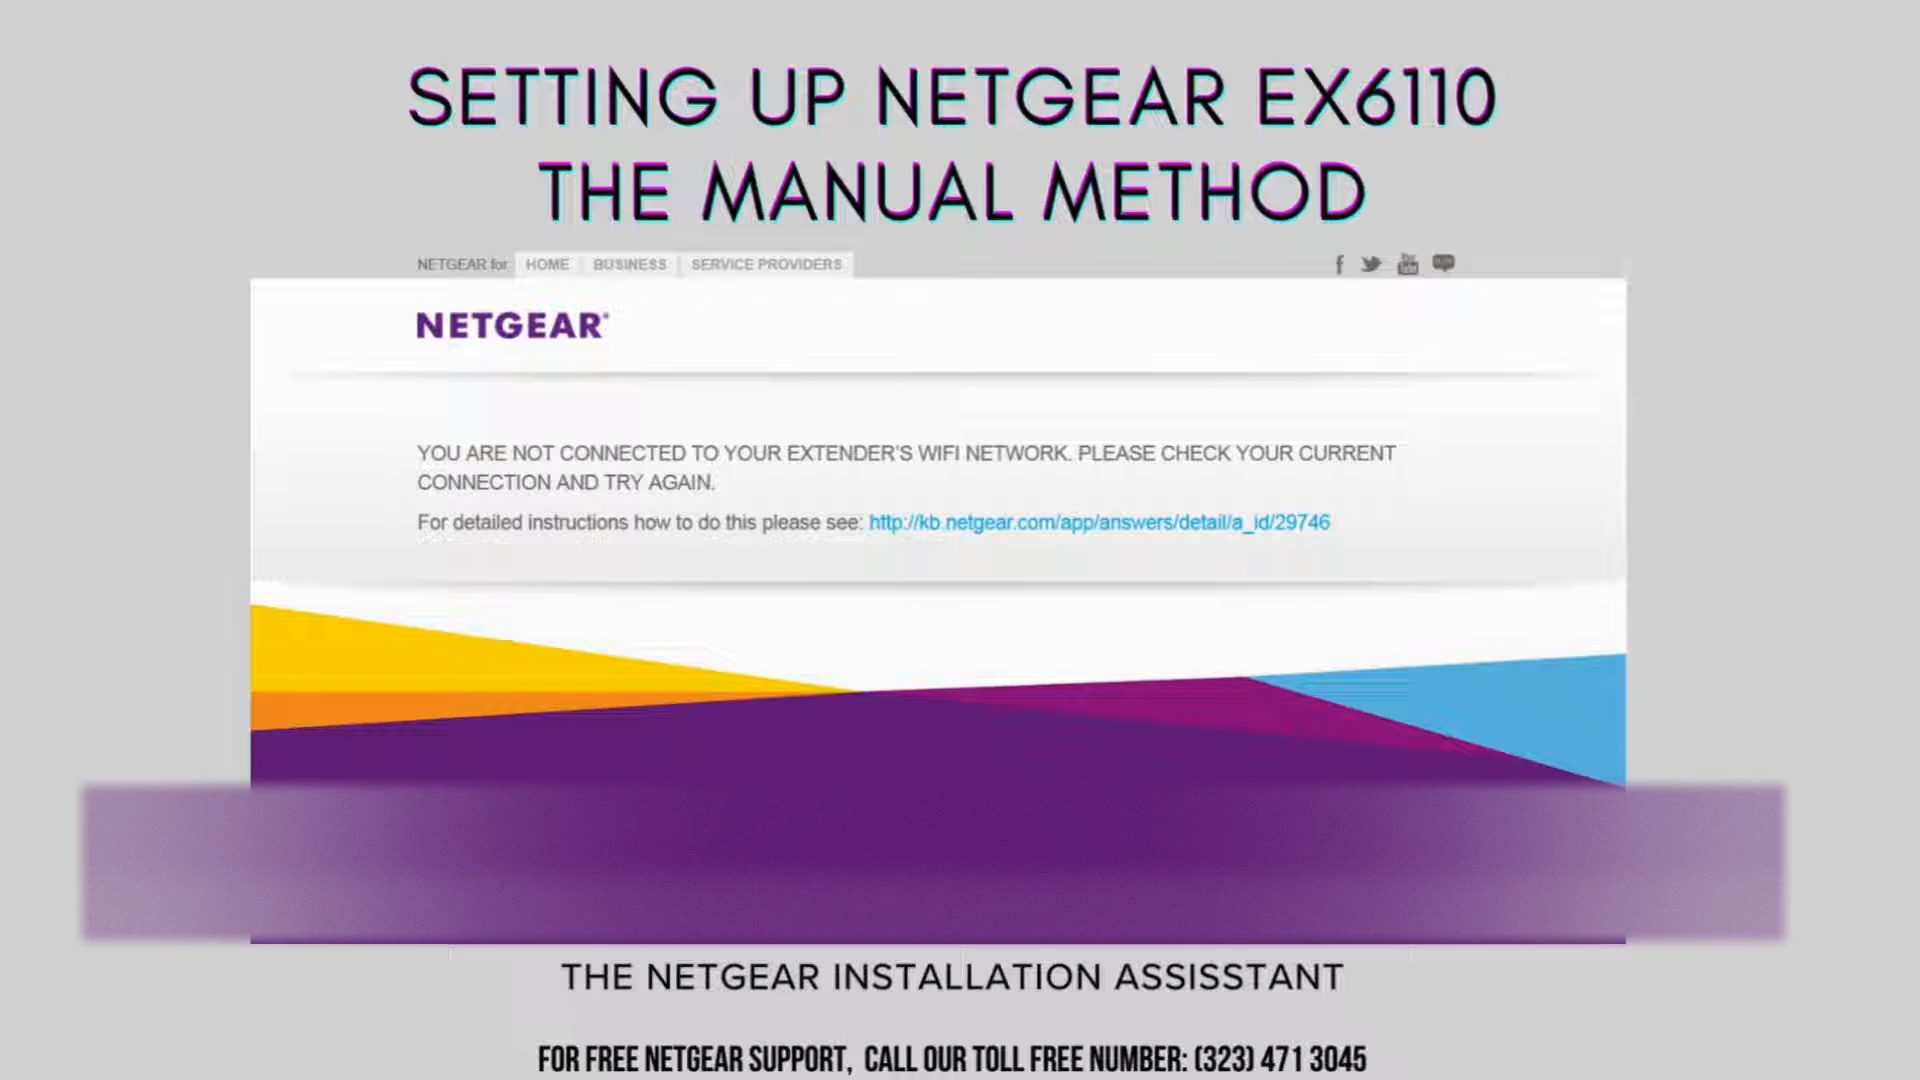 SETTING UP NETGEAR EX6110
THE MANUAL METHOD
NETGEAR for HOME BUSINESS SERVICE PROVIDERS
NETGEAR
YOU ARE NOT CONNECTED TO YOUR EXTENDER'S WIFI NETWORK. PLEASE CHECK YOUR CURRENT
CONNECTION AND TRY AGAIN.
For detailed instructions how to do this please see: http://kb.netgear.com/app/answers/detail/a_id/29746
THE NETGEAR INSTALLATION ASSISSTANT
FOR FREE NETGEAR SUPPORT, CALL OUR TOLL FREE NUMBER: (323) 471 3045